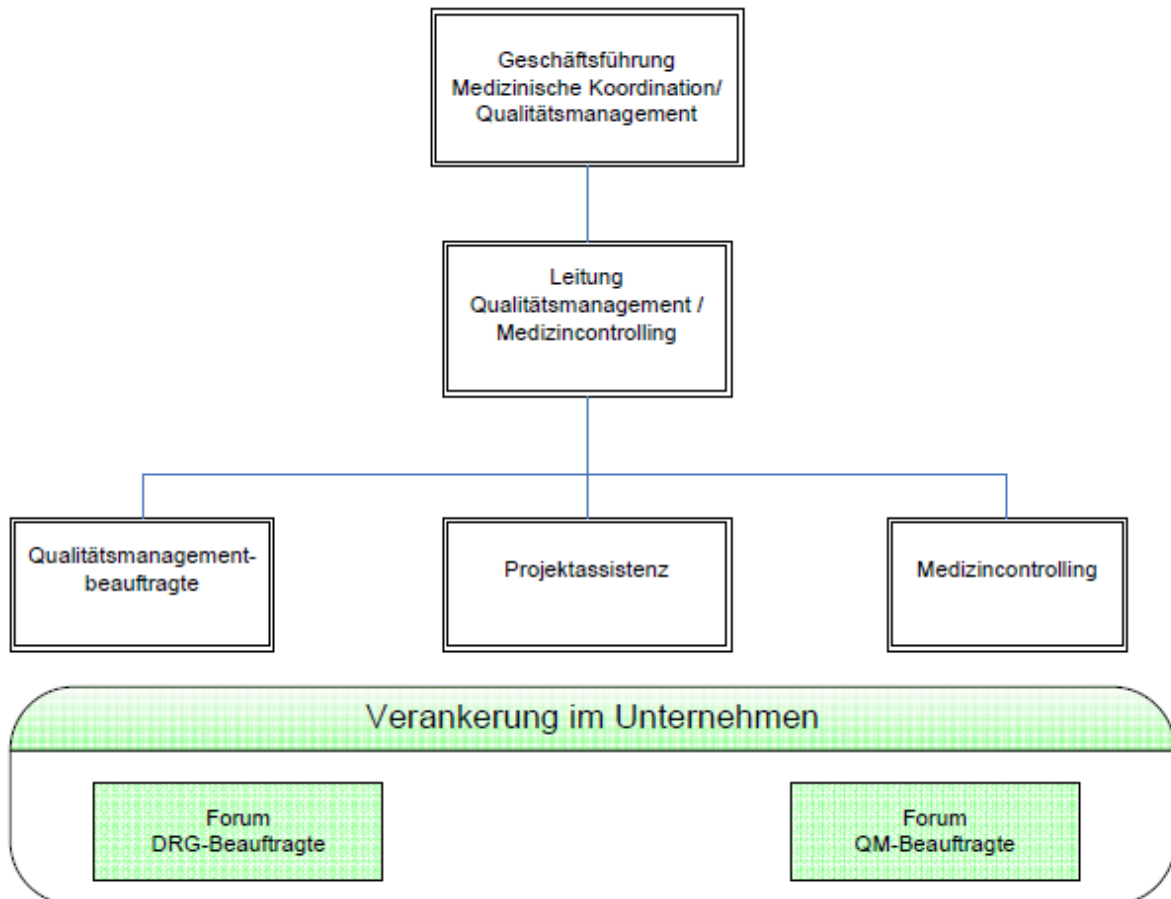 Geschäftsführung
Medizinische Koordination/
Qualitätsmanagement
Leitung
Qualitätsmanagement /
Medizincontrolling
Qualitätsmanagement-
beauftragte
Projektassistenz
Medizincontrolling
Verankerung im Unternehmen
Forum
DRG-Beauftragte
Forum
QM-Beauftragte